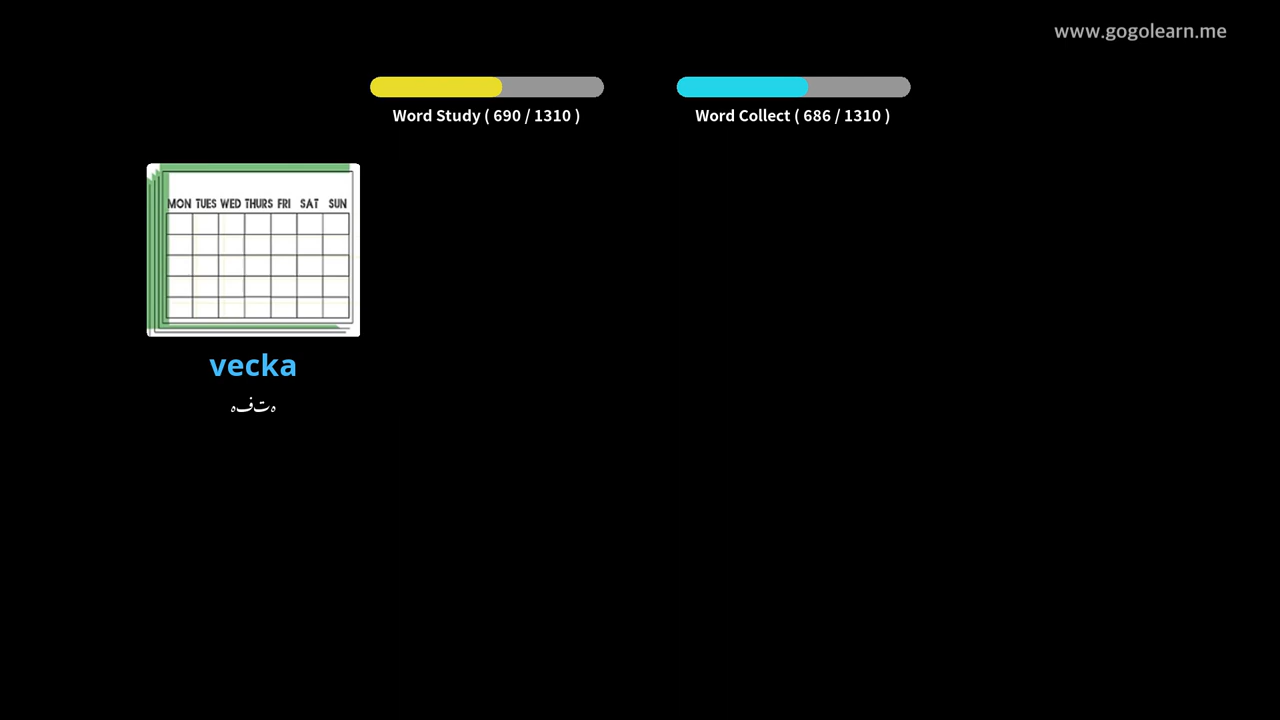 www.gogolearn.me
Word Study ( 690 / 1310 )
Word Collect ( 686 / 1310 )
MON TUES WED THURS FRI SAT SUN
vecka
هتفه